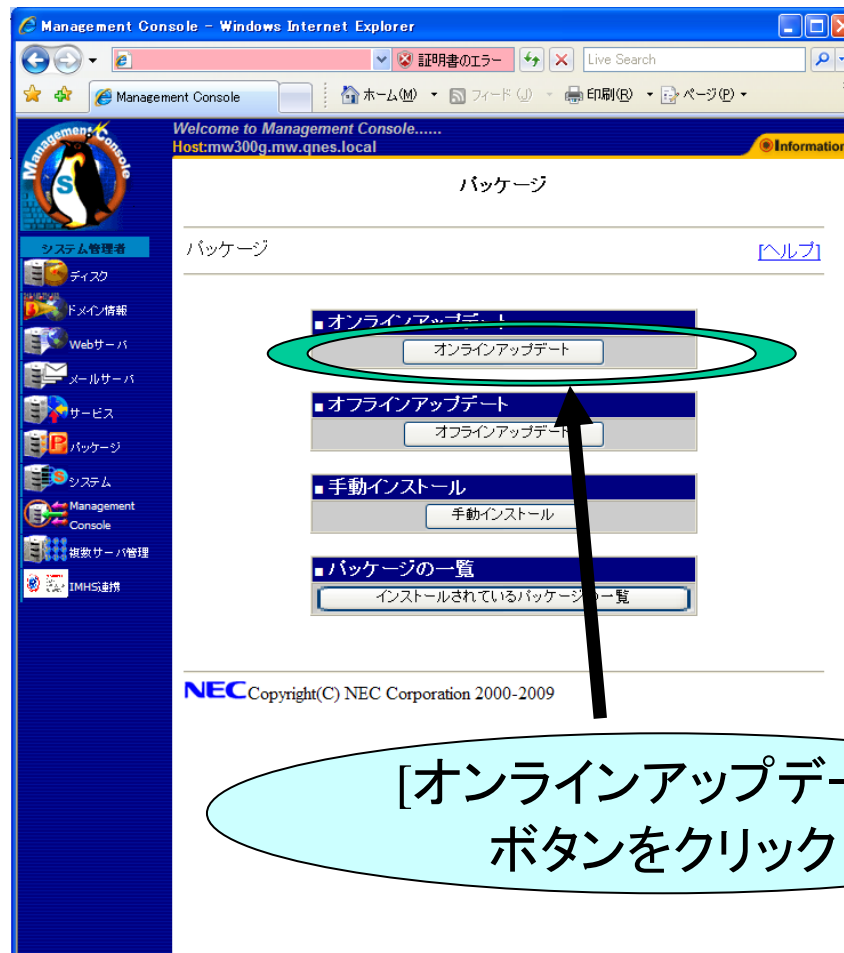 Management Console - Windows Internet Explorer
証明書のエラー
Live Search
Management Console
ホーム(M)
フィード(J)
印刷(R)
ページ(P)
Management Console
S
Welcome to Management Console......
Host:mw300g.mw.qnes.local
Information
パッケージ
システム管理者
パッケージ
[ヘルプ]
ディスク
ドメイン情報
Webサーバ
メールサーバ
サービス
パッケージ
システム
Management
Console
複数サーバ管理
IMHS連携
■オンラインアップデート
オンラインアップデート
■オフラインアップデート
オフラインアップデート
■手動インストール
手動インストール
■パッケージの一覧
インストールされているパッケージの一覧
NEC Copyright(C) NEC Corporation 2000-2009
[オンラインアップデー
ボタンをクリック